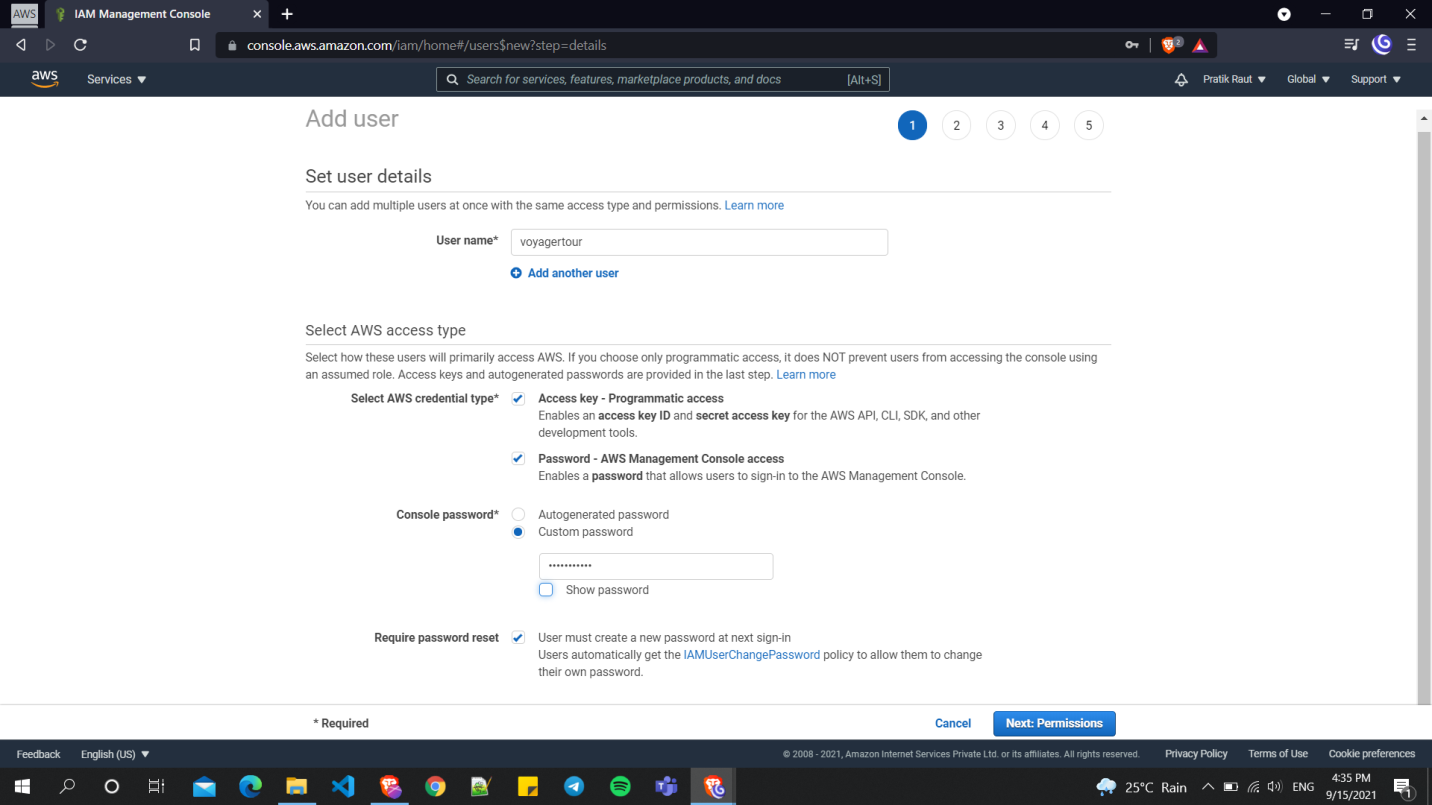 AWS
IAM Management Console
console.aws.amazon.com/iam/home#/users$new?step=details
2
aws
Services
Search for services, features, marketplace products, and docs
[Alt+S]
Pratik Raut
Global
Support
Add user
1
2
3
4
5
Set user details
You can add multiple users at once with the same access type and permissions. Learn more
User name*
voyagertour
Add another user
Select AWS access type
Select how these users will primarily access AWS. If you choose only programmatic access, it does NOT prevent users from accessing the console using
an assumed role. Access keys and autogenerated passwords are provided in the last step. Learn more
Select AWS credential type*
Access key - Programmatic access
Enables an access key ID and secret access key for the AWS API, CLI, SDK, and other
development tools.
Password - AWS Management Console access
Enables a password that allows users to sign-in to the AWS Management Console.
Console password*
Autogenerated password
Custom password
•••••••••••
Show password
Require password reset
User must create a new password at next sign-in
Users automatically get the IAMUserChangePassword policy to allow them to change
their own password.
* Required
Cancel
Next: Permissions
Feedback
English (US)
© 2008 - 2021, Amazon Internet Services Private Ltd. or its affiliates. All rights reserved.
Privacy Policy
Terms of Use
Cookie preferences
25°C Rain
ENG
4:35 PM
9/15/2021
1